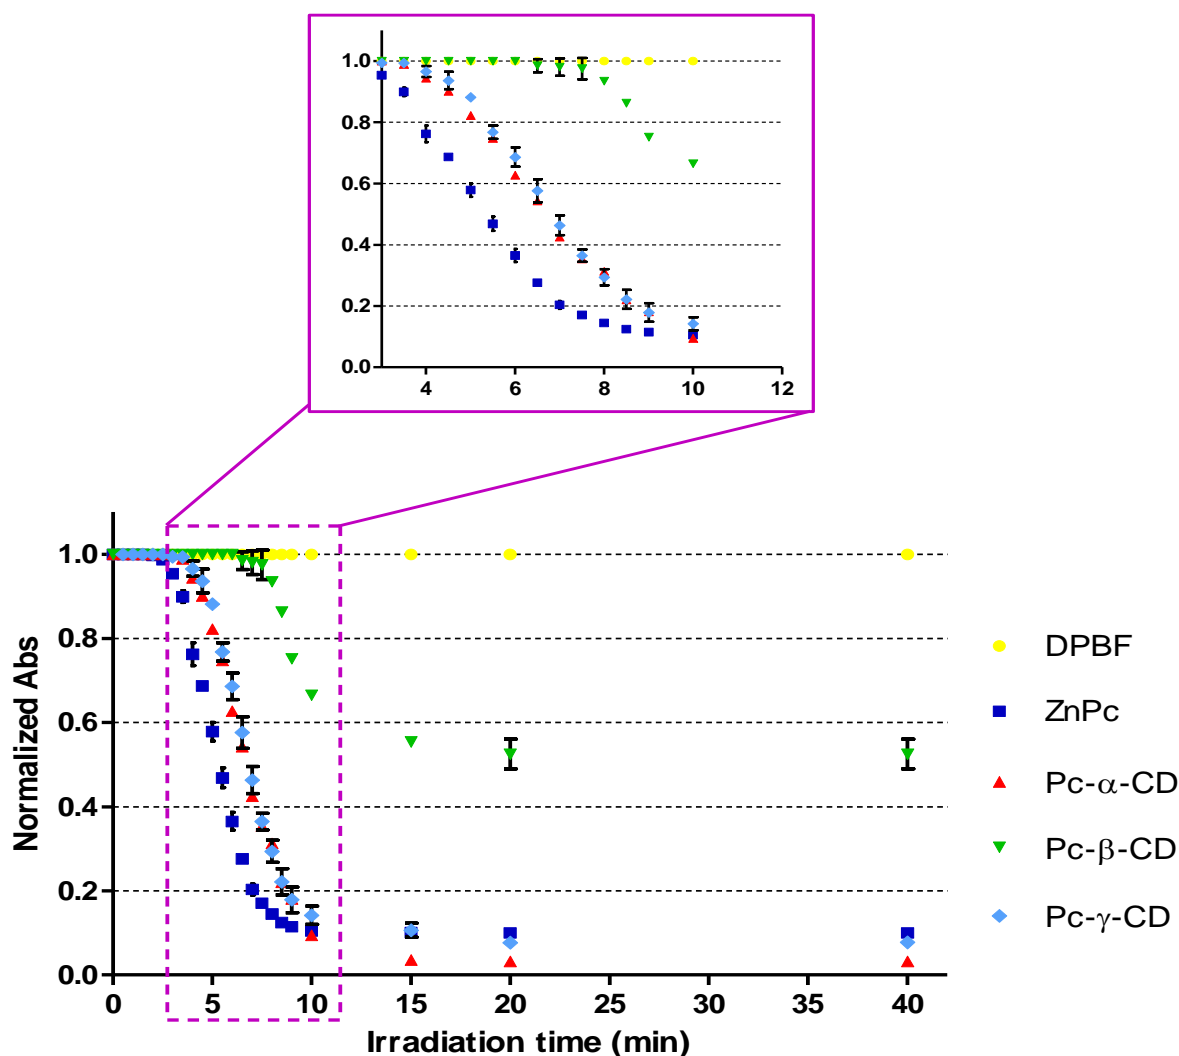 1.0
0.8
0.6
0.4
0.2
0.0
4 6 8 10 12
Normalized Abs
1.0
0.8
0.6
0.4
0.2
0.0
0 5 10 15 20 25 30 35 40
Irradiation time (min)
DPBF
ZnPc
Pc-α-CD
Pc-β-CD
Pc-γ-CD